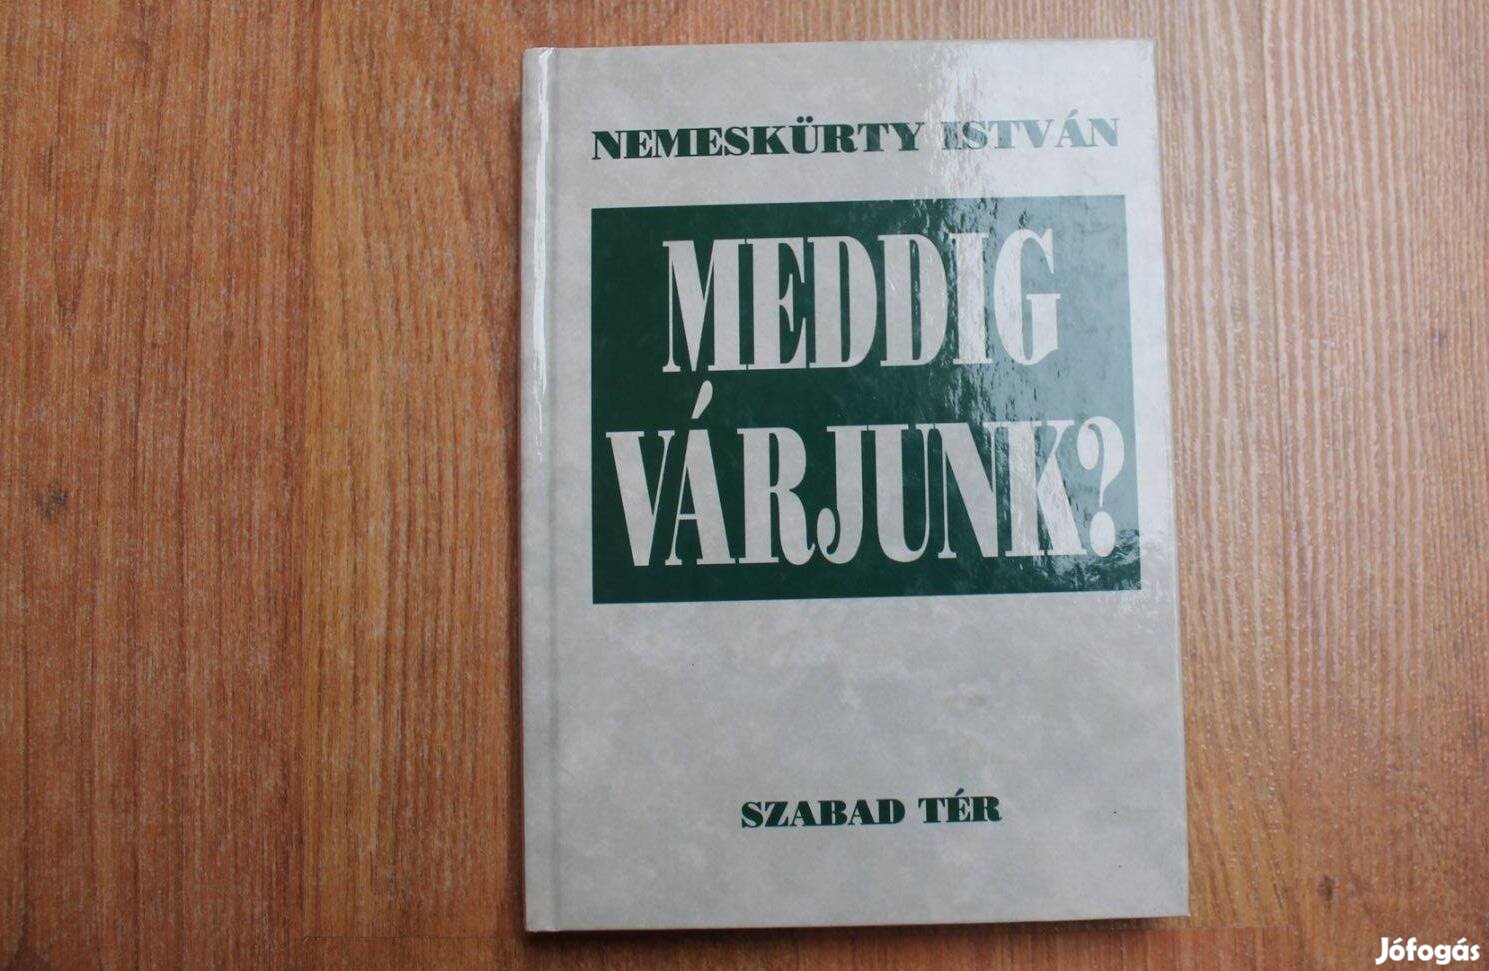 NEMESKÜRTY ISTVÁN
MEDDIG
VÁRJUNK?
SZABAD TÉR
Jófogás